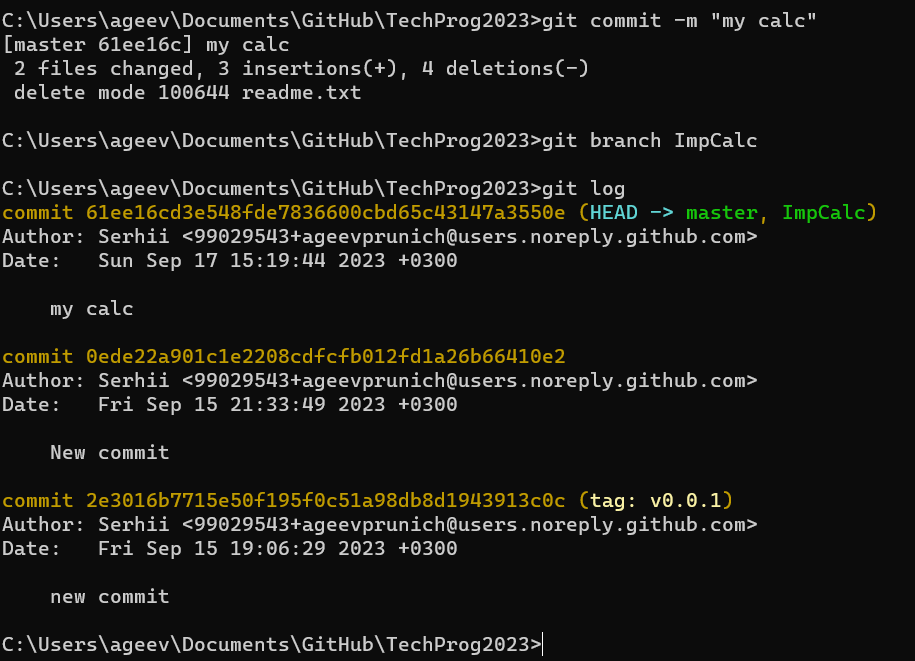 C:\Users\ageev\Documents\GitHub\TechProg2023>git commit -m "my calc"
[master 61ee16c] my calc
 2 files changed, 3 insertions(+), 4 deletions(-)
 delete mode 100644 readme.txt
C:\Users\ageev\Documents\GitHub\TechProg2023>git branch ImpCalc
C:\Users\ageev\Documents\GitHub\TechProg2023>git log
commit 61ee16cd3e548fde7836600cbd65c43147a3550e (HEAD -> master, ImpCalc)
Author: Serhii <99029543+ageevprunich@users.noreply.github.com>
Date:   Sun Sep 17 15:19:44 2023 +0300
    my calc
commit 0ede22a901c1e2208cdfcfb012fd1a26b66410e2
Author: Serhii <99029543+ageevprunich@users.noreply.github.com>
Date:   Fri Sep 15 21:33:49 2023 +0300
    New commit
commit 2e3016b7715e50f195f0c51a98db8d1943913c0c (tag: v0.0.1)
Author: Serhii <99029543+ageevprunich@users.noreply.github.com>
Date:   Fri Sep 15 19:06:29 2023 +0300
    new commit
C:\Users\ageev\Documents\GitHub\TechProg2023>